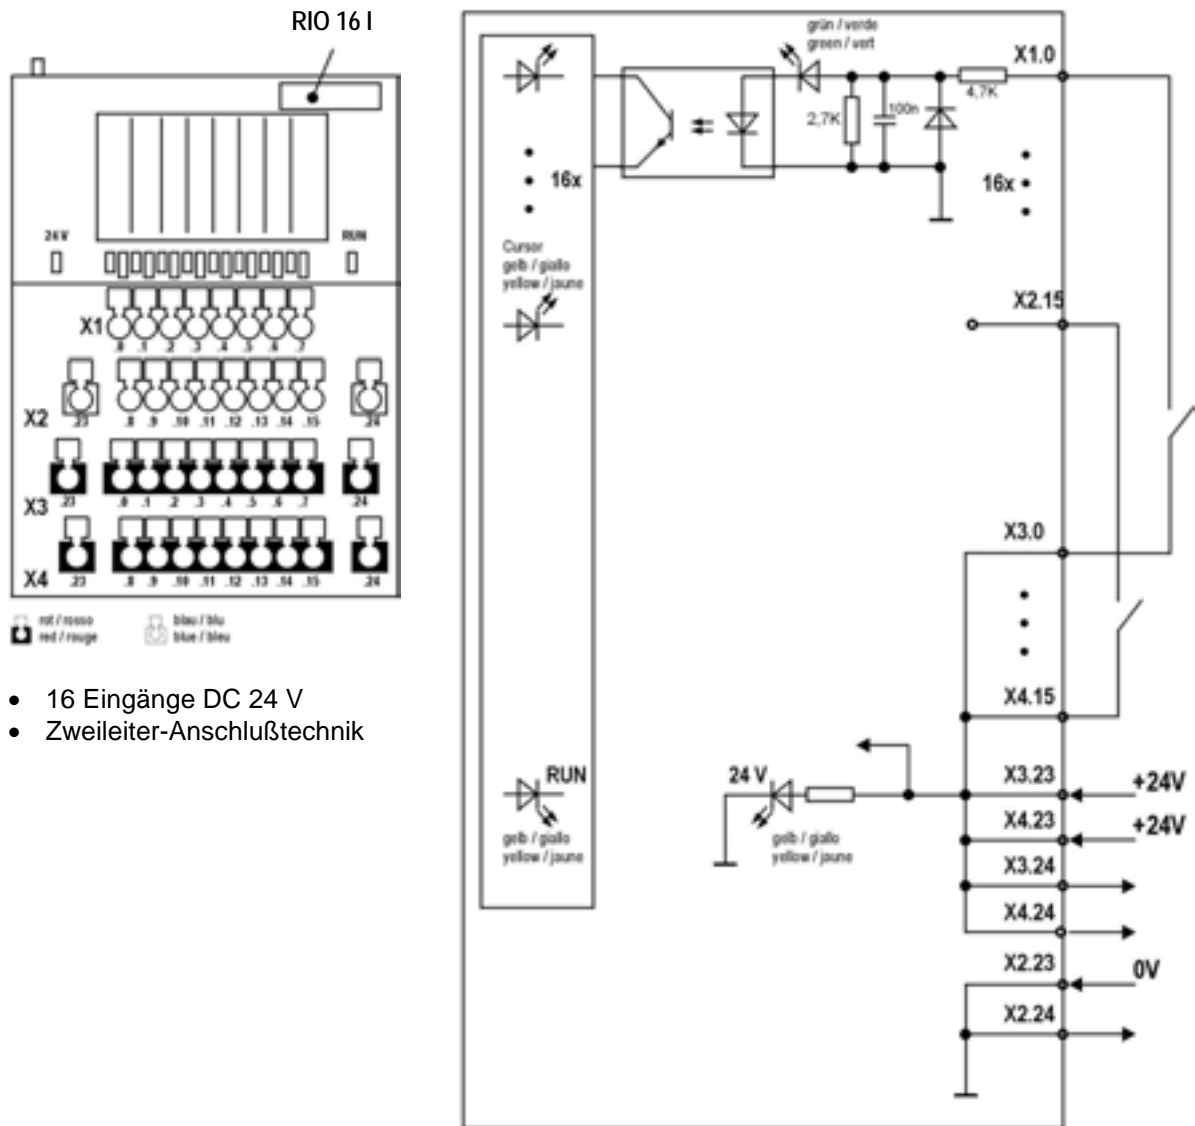 RIO 16 I
24 V
RUN
X1
.0 .1 .2 .3 .4 .5 .6 .7
X2
.23 .8 .9 .10 .11 .12 .13 .14 .15 .24
X3
.23 .0 .1 .2 .3 .4 .5 .6 .7 .24
X4
.23 .8 .9 .10 .11 .12 .13 .14 .15 .24
rot / rosso
red / rouge
blau / blu
blue / bleu
• 16 Eingänge DC 24 V
• Zweileiter-Anschlußtechnik
grün / verde
green / vert
X1.0
4,7K
2,7K
100n
16x
16x
Cursor
gelb / giallo
yellow / jaune
X2.15
X3.0
X4.15
RUN
gelb / giallo
yellow / jaune
24 V
gelb / giallo
yellow / jaune
X3.23
+24V
X4.23
+24V
X3.24
X4.24
X2.23
0V
X2.24